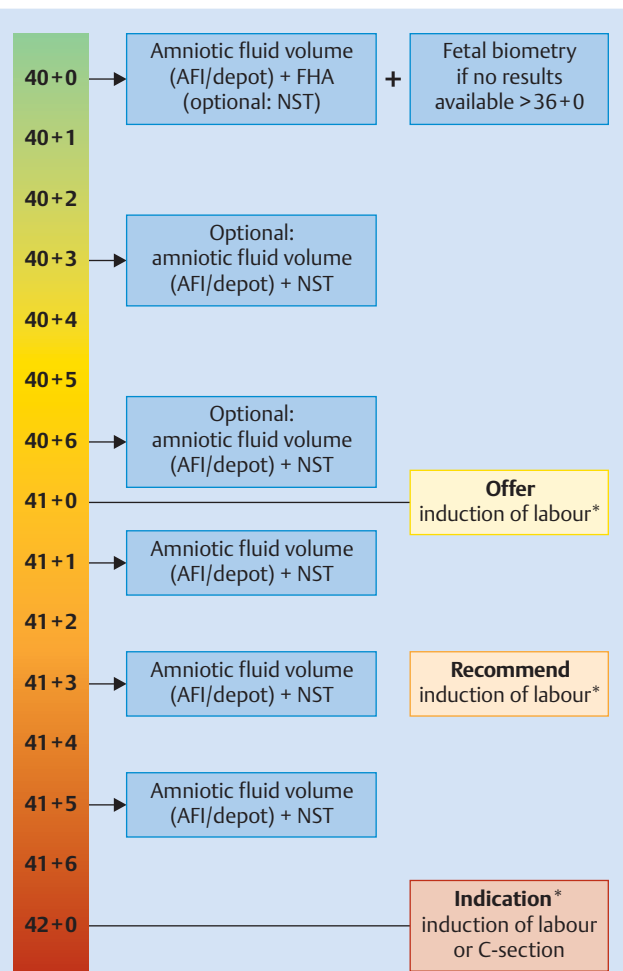 40+0
Amniotic fluid volume
(AFI/depot) + FHA
(optional: NST)
+
Fetal biometry
if no results
available >36+0
40+1
40+2
40+3
Optional:
amniotic fluid volume
(AFI/depot) + NST
40+4
40+5
40+6
Optional:
amniotic fluid volume
(AFI/depot) + NST
41+0
Offer
induction of labour*
41+1
Amniotic fluid volume
(AFI/depot) + NST
41+2
41+3
Amniotic fluid volume
(AFI/depot) + NST
Recommend
induction of labour*
41+4
41+5
Amniotic fluid volume
(AFI/depot) + NST
41+6
42+0
Indication*
induction of labour
or C-section